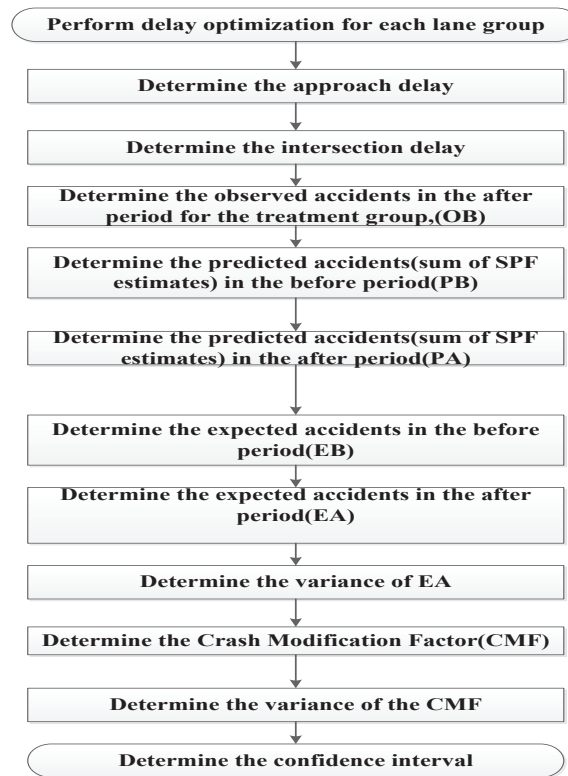 Perform delay optimization for each lane group
Determine the approach delay
Determine the intersection delay
Determine the observed accidents in the after
period for the treatment group,(OB)
Determine the predicted accidents(sum of SPF
estimates) in the before period(PB)
Determine the predicted accidents(sum of SPF
estimates) in the after period(PA)
Determine the expected accidents in the before
period(EB)
Determine the expected accidents in the after
period(EA)
Determine the variance of EA
Determine the Crash Modification Factor(CMF)
Determine the variance of the CMF
Determine the confidence interval